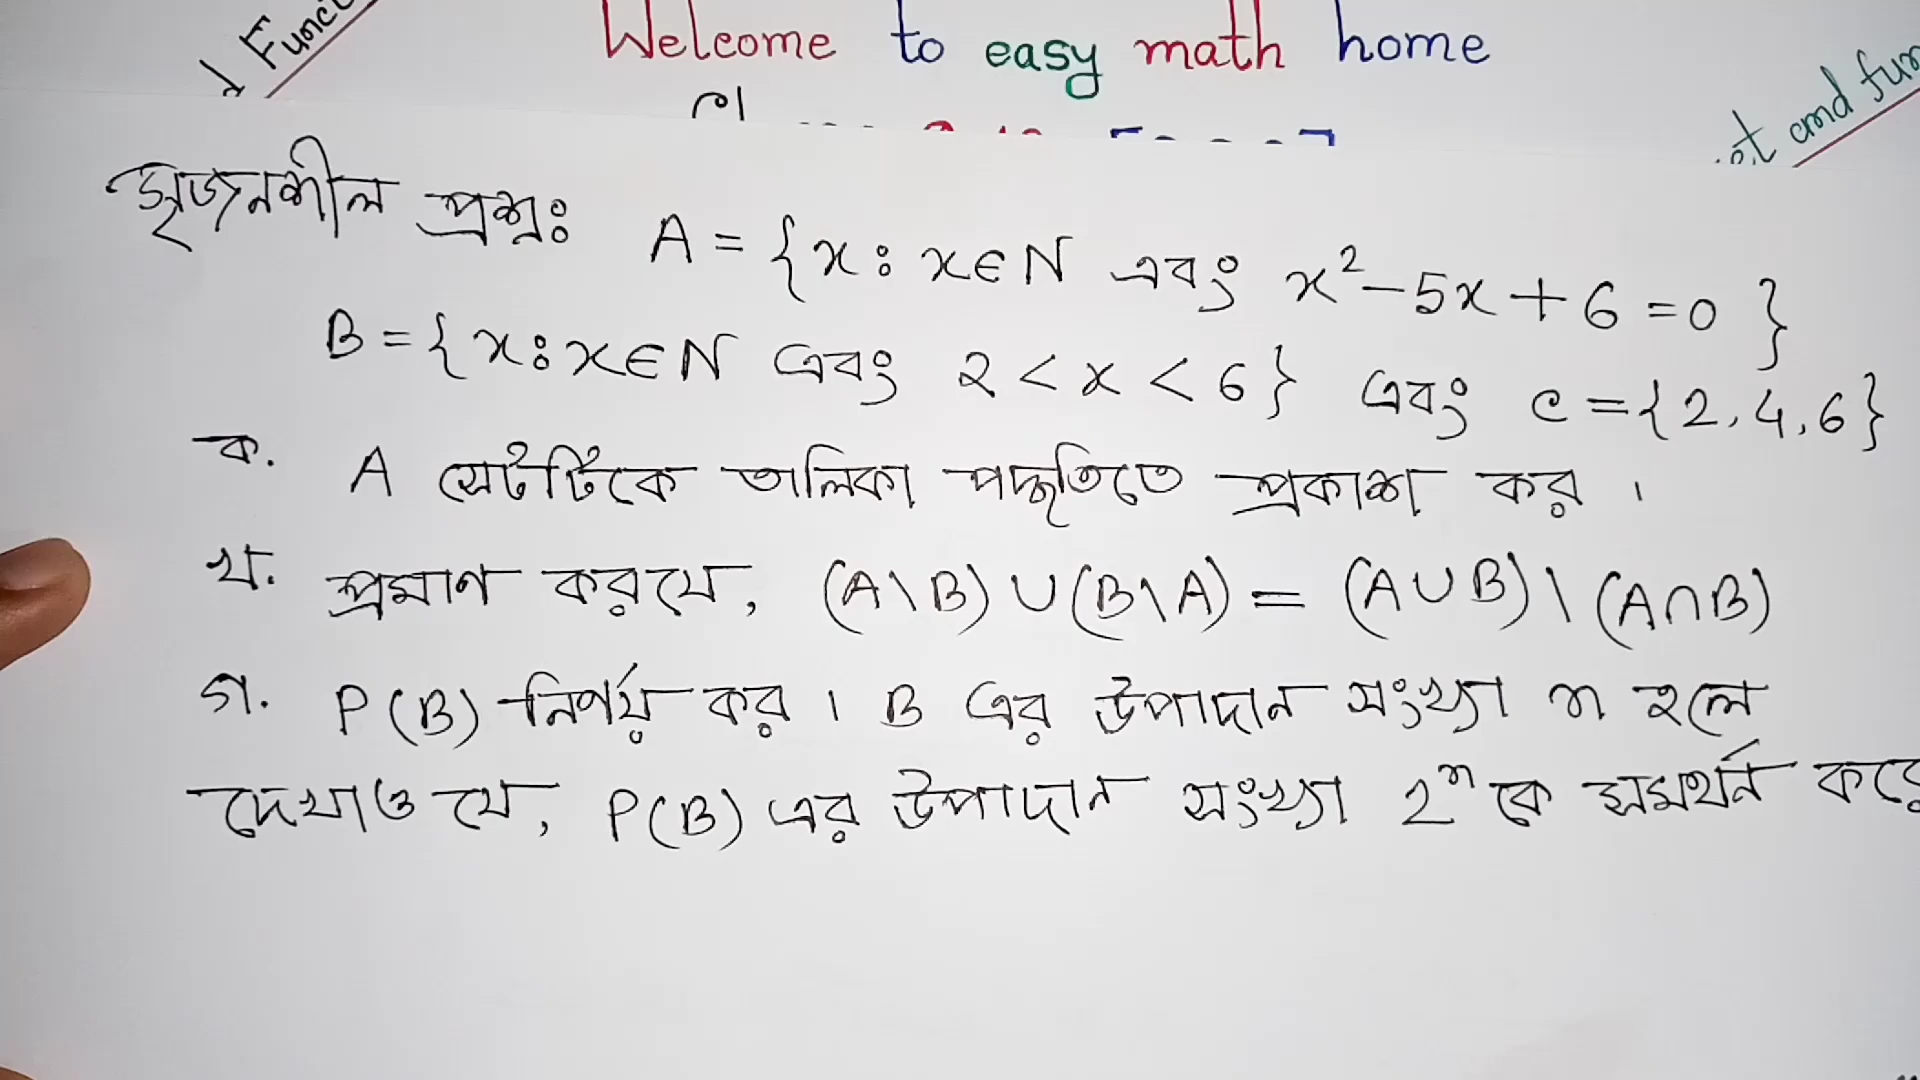 Welcome to easy math home
সৃজনশীল প্রশ্নঃ A = {x : x∈N এবং x²-5x+6=0}
B = {x : x∈N এবং 2 < x < 6} এবং c = {2, 4, 6}
ক. A সেটটিকে তালিকা পদ্ধতিতে প্রকাশ কর ।
খ. প্রমাণ কর যে, (A\B) ∪ (B\A) = (A∪B) \ (A∩B)
গ. P(B) নির্ণয় কর । B এর উপাদান সংখ্যা n হলে
দেখাও যে, P(B) এর উপাদান সংখ্যা 2ⁿ কে সমর্থন করে